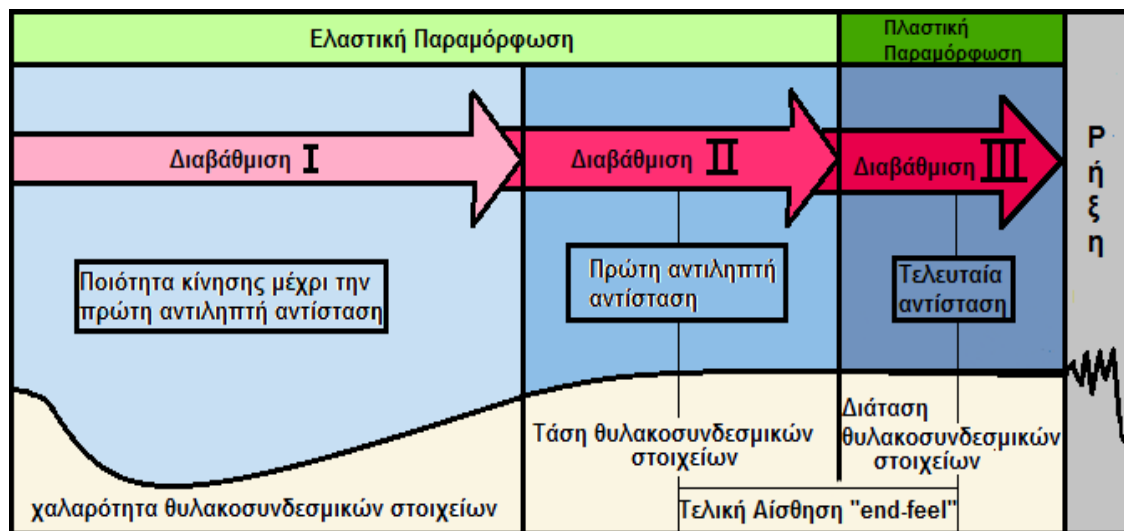 Ελαστική Παραμόρφωση
Πλαστική
Παραμόρφωση
Διαβάθμιση I
Διαβάθμιση II
Διαβάθμιση III
Ρήξη
Ποιότητα κίνησης μέχρι την
πρώτη αντιληπτή αντίσταση
Πρώτη αντιληπτή
αντίσταση
Τελευταία
αντίσταση
χαλαρότητα θυλακοσυνδεσμικών στοιχείων
Τάση θυλακοσυνδεσμικών
στοιχείων
Διάταση
θυλακοσυνδεσμικών
στοιχείων
Τελική Αίσθηση "end-feel"